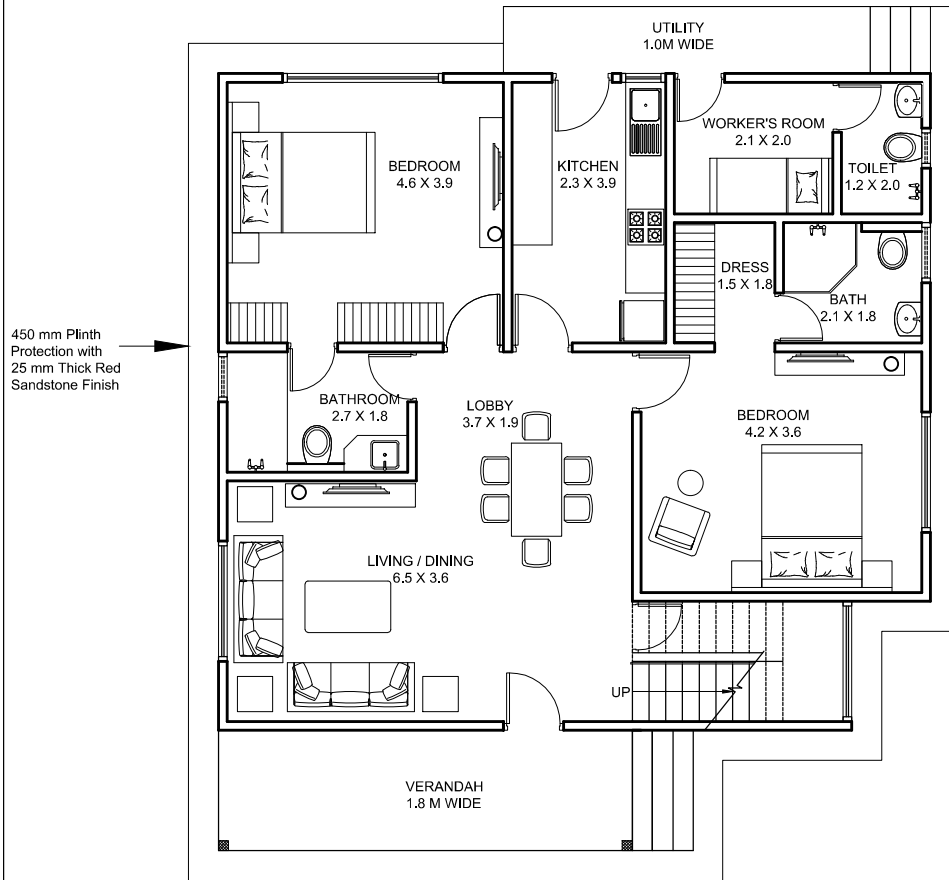 UTILITY
1.0M WIDE
WORKER'S ROOM
2.1 X 2.0
BEDROOM
4.6 X 3.9
KITCHEN
2.3 X 3.9
TOILET
1.2 X 2.0
DRESS
1.5 X 1.8
BATH
2.1 X 1.8
450 mm Plinth
Protection with
25 mm Thick Red
Sandstone Finish
BATHROOM
2.7 X 1.8
LOBBY
3.7 X 1.9
BEDROOM
4.2 X 3.6
LIVING / DINING
6.5 X 3.6
UP
VERANDAH
1.8 M WIDE